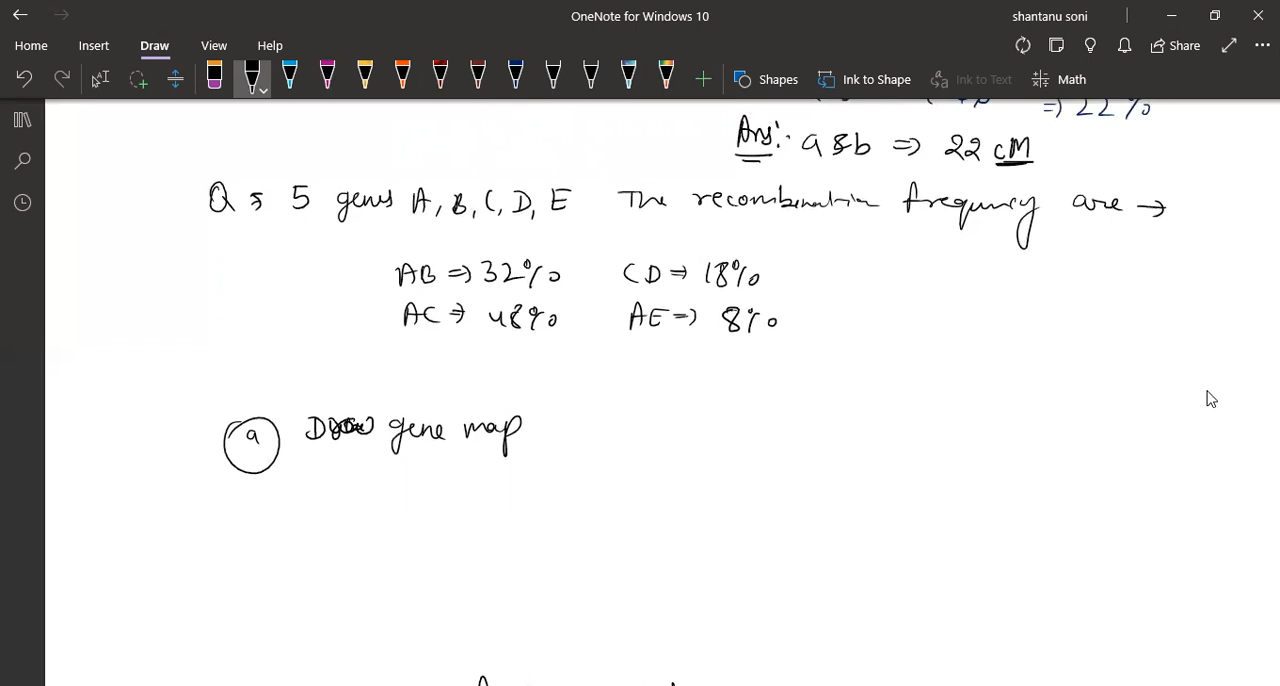 OneNote for Windows 10
shantanu soni
Home Insert Draw View Help
Share
Shapes Ink to Shape Ink to Text Math
⇒ 22%
Ans:- a & b ⇒ 22 cM
Q 5 5 genes A, B, C, D, E The recombination frequency are →
AB ⇒ 32% CD ⇒ 18%
AC ⇒ 48% AE ⇒ 8%
a Draw gene map